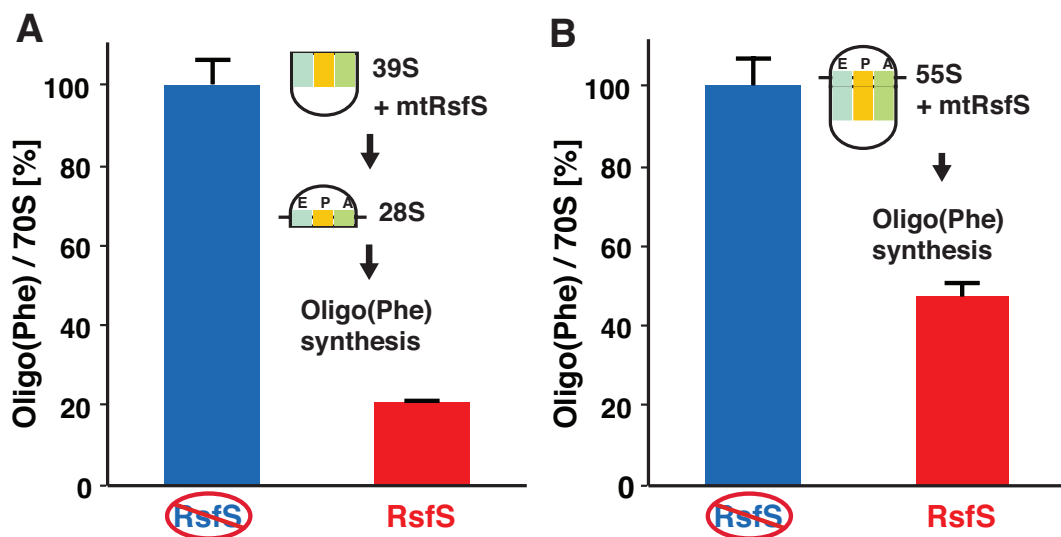 A
Oligo(Phe) / 70S [%]
100
80
60
40
20
0
39S
+ mtRsfS
E P A
28S
Oligo(Phe)
synthesis
RsfS
RsfS
B
Oligo(Phe) / 70S [%]
100
80
60
40
20
0
E P A
55S
+ mtRsfS
Oligo(Phe)
synthesis
RsfS
RsfS